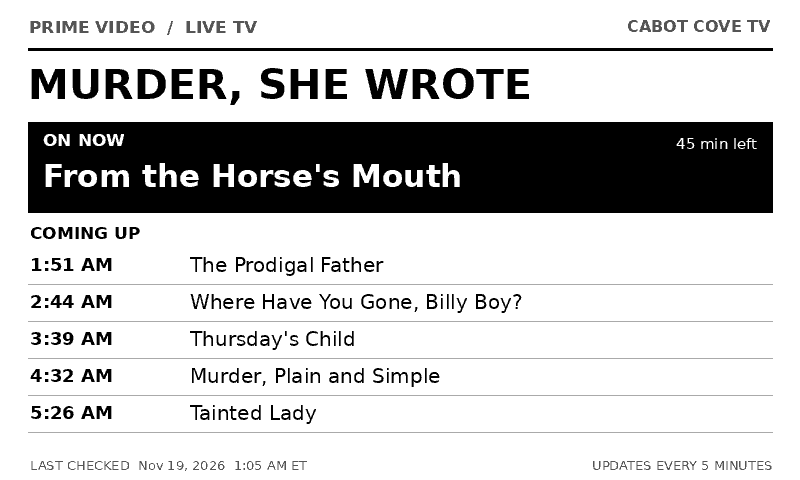 PRIME VIDEO / LIVE TV
CABOT COVE TV
MURDER, SHE WROTE
ON NOW
45 min left
From the Horse's Mouth
COMING UP
1:51 AM The Prodigal Father
2:44 AM Where Have You Gone, Billy Boy?
3:39 AM Thursday's Child
4:32 AM Murder, Plain and Simple
5:26 AM Tainted Lady
LAST CHECKED Nov 19, 2026 1:05 AM ET
UPDATES EVERY 5 MINUTES